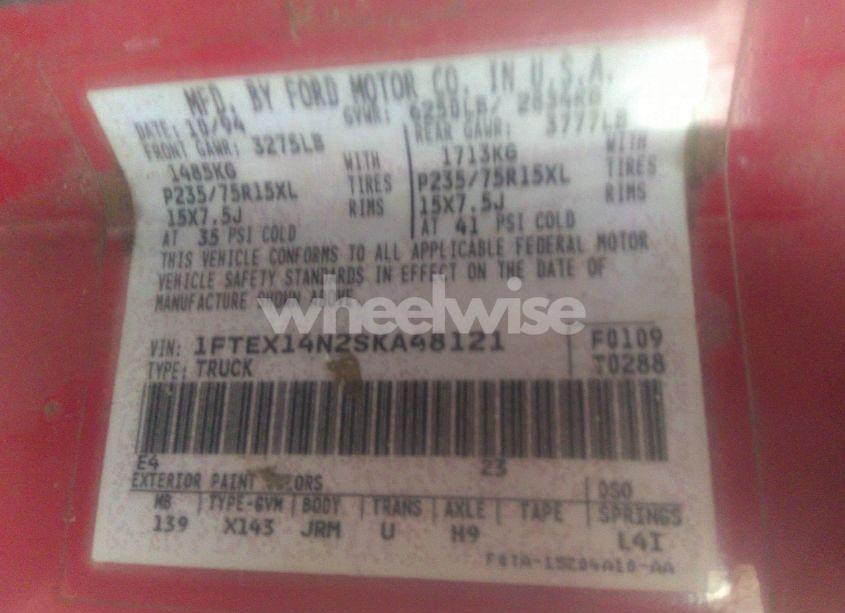 MFD. BY FORD MOTOR CO. IN U.S.A.
DATE: 10/94 GVWR: 6250LB/ 2834KG
FRONT GAWR: 3275LB REAR GAWR: 3777LB
1485KG WITH 1713KG WITH
P235/75R15XL TIRES P235/75R15XL TIRES
15X7.5J RIMS 15X7.5J RIMS
AT 35 PSI COLD AT 41 PSI COLD
THIS VEHICLE CONFORMS TO ALL APPLICABLE FEDERAL MOTOR
VEHICLE SAFETY STANDARDS IN EFFECT ON THE DATE OF
MANUFACTURE SHOWN ABOVE
wheelwise
VIN: 1FTEX14N2SKA48121 F0109
TYPE: TRUCK T0288
E4 23
EXTERIOR PAINT COLORS DSO
WB TYPE-GVW BODY TRANS AXLE TAPE SPRINGS
139 X143 JRM U H9 L4I
F0TA-15204A10-AA